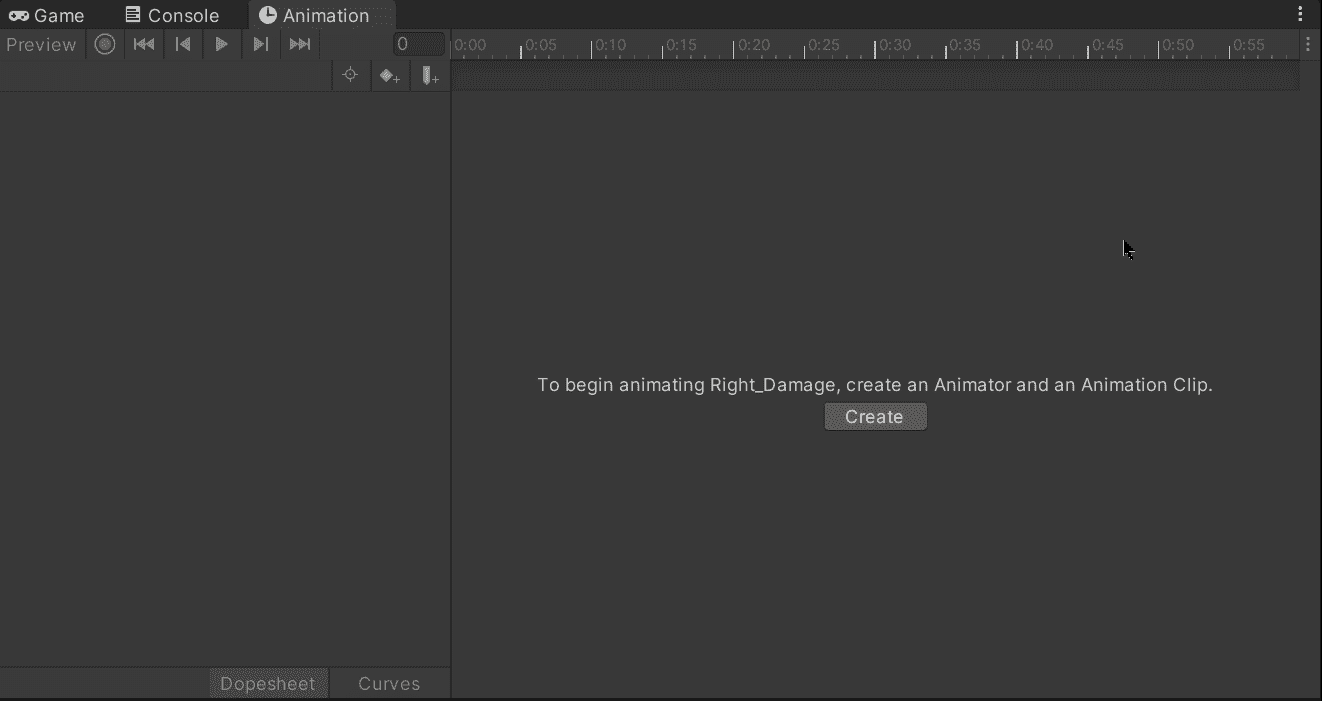 Game Console Animation
Preview 0 0:00 0:05 0:10 0:15 0:20 0:25 0:30 0:35 0:40 0:45 0:50 0:55
To begin animating Right_Damage, create an Animator and an Animation Clip.
Create
Dopesheet Curves